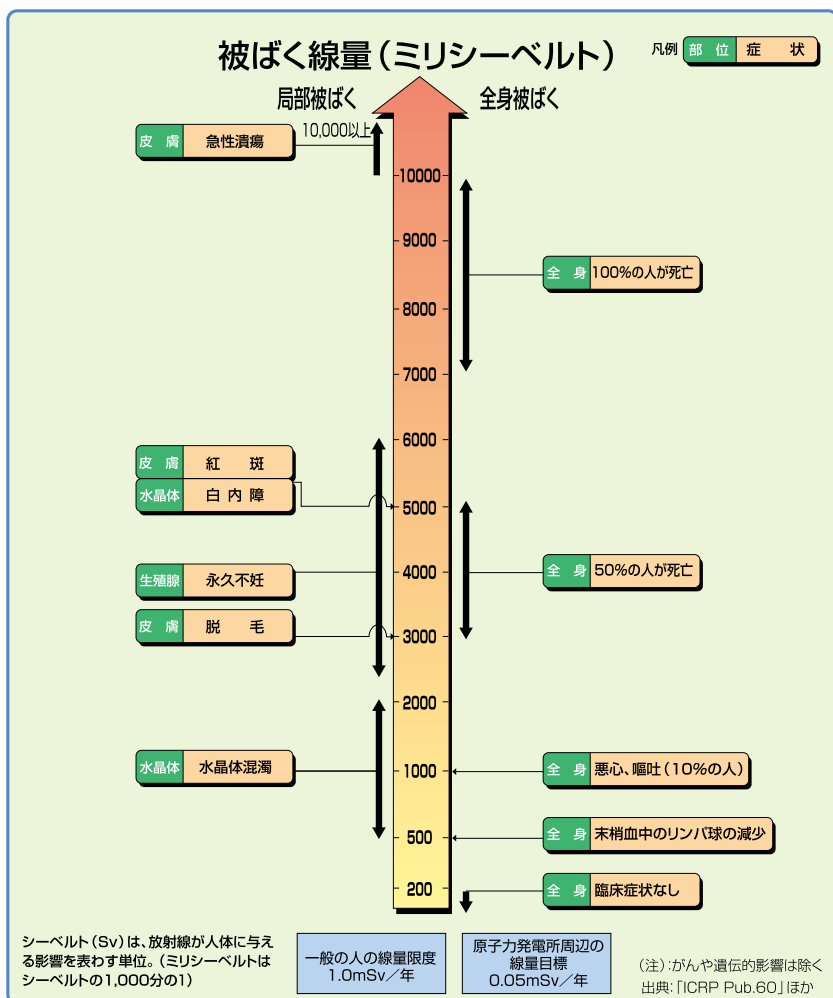 被ばく線量(ミリシーベルト)
凡例 部位 症状
局部被ばく
全身被ばく
10,000以上
皮膚 急性潰瘍
10000
9000
全身 100%の人が死亡
8000
7000
6000
皮膚 紅斑
水晶体 白内障
5000
生殖腺 永久不妊
4000
全身 50%の人が死亡
皮膚 脱毛
3000
2000
水晶体 水晶体混濁
1000
全身 悪心、嘔吐(10%の人)
500
全身 末梢血中のリンパ球の減少
200
全身 臨床症状なし
シーベルト(Sv)は、放射線が人体に与え
る影響を表わす単位。(ミリシーベルトは
シーベルトの1,000分の1)
一般の人の線量限度
1.0mSv/年
原子力発電所周辺の
線量目標
0.05mSv/年
(注):がんや遺伝的影響は除く
出典:「ICRP Pub.60」ほか